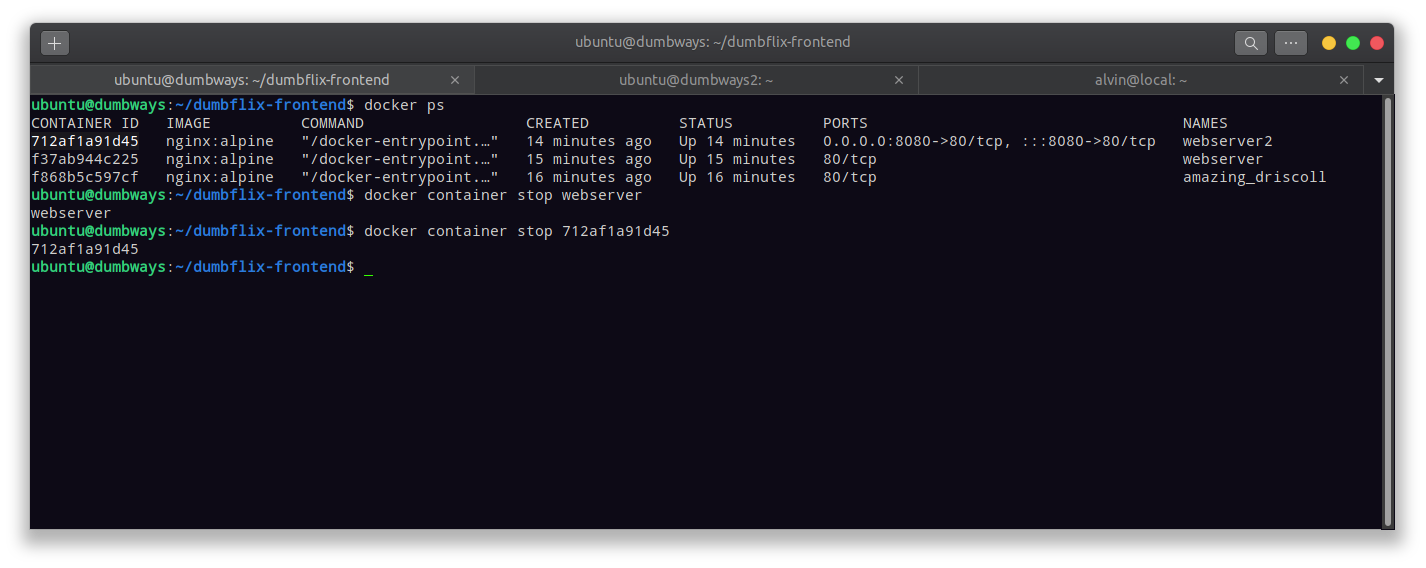 ubuntu@dumbways: ~/dumbflix-frontend
ubuntu@dumbways: ~/dumbflix-frontend ubuntu@dumbways2: ~ alvin@local: ~
ubuntu@dumbways:~/dumbflix-frontend$ docker ps
CONTAINER ID   IMAGE          COMMAND                  CREATED          STATUS          PORTS                                   NAMES
712af1a91d45   nginx:alpine   "/docker-entrypoint.…"   14 minutes ago   Up 14 minutes   0.0.0.0:8080->80/tcp, :::8080->80/tcp   webserver2
f37ab944c225   nginx:alpine   "/docker-entrypoint.…"   15 minutes ago   Up 15 minutes   80/tcp                                  webserver
f868b5c597cf   nginx:alpine   "/docker-entrypoint.…"   16 minutes ago   Up 16 minutes   80/tcp                                  amazing_driscoll
ubuntu@dumbways:~/dumbflix-frontend$ docker container stop webserver
webserver
ubuntu@dumbways:~/dumbflix-frontend$ docker container stop 712af1a91d45
712af1a91d45
ubuntu@dumbways:~/dumbflix-frontend$ _